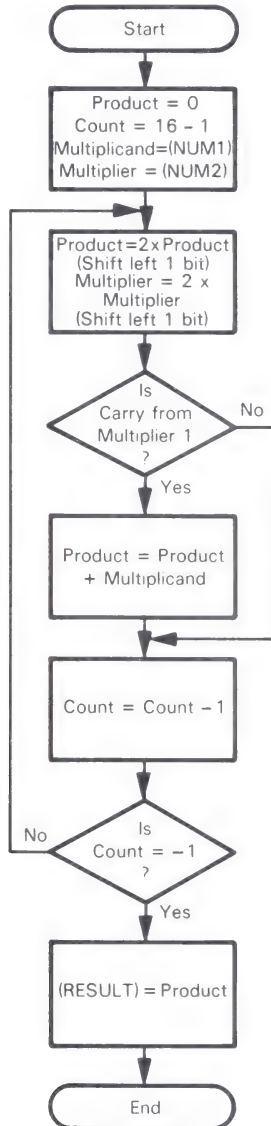 Start
Product = 0
Count = 16 - 1
Multiplicand=(NUM1)
Multiplier = (NUM2)
Product=2x Product
(Shift left 1 bit)
Multiplier = 2 x
Multiplier
(Shift left 1 bit)
Is
Carry from
Multiplier 1
?
No
Yes
Product = Product
+ Multiplicand
Count = Count - 1
Is
Count = -1
?
No
Yes
(RESULT) = Product
End